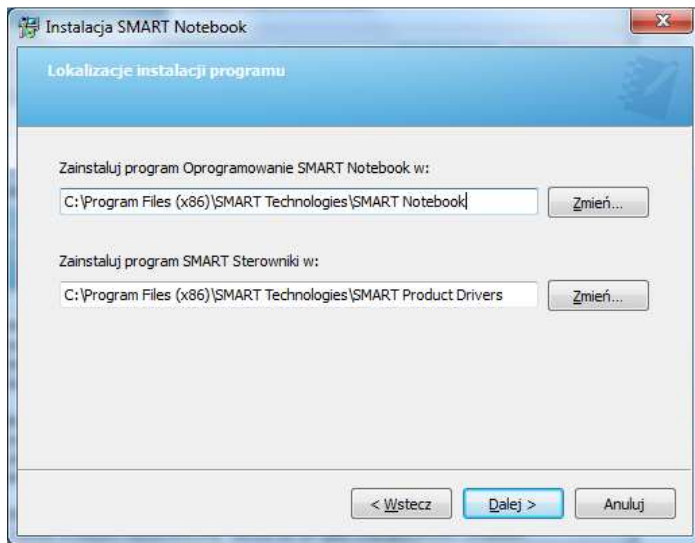 Instalacja SMART Notebook
Lokalizacje instalacji programu
Zainstaluj program Oprogramowanie SMART Notebook w:
C:\Program Files (x86)\SMART Technologies\SMART Notebook
Zmień...
Zainstaluj program SMART Sterowniki w:
C:\Program Files (x86)\SMART Technologies\SMART Product Drivers
Zmień...
< Wstecz
Dalej >
Anuluj